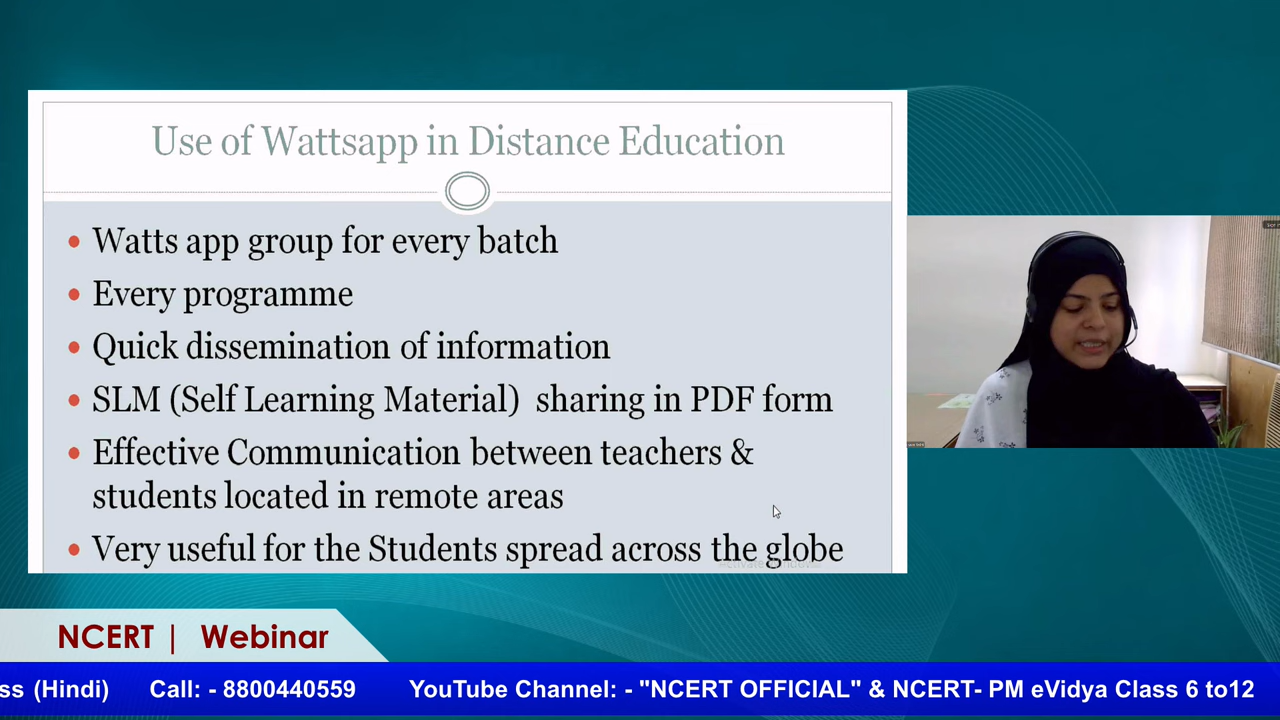 Use of Wattsapp in Distance Education
Watts app group for every batch
Every programme
Quick dissemination of information
SLM (Self Learning Material) sharing in PDF form
Effective Communication between teachers &
students located in remote areas
Very useful for the Students spread across the globe
NCERT | Webinar
ss (Hindi) Call: - 8800440559 YouTube Channel: - "NCERT OFFICIAL" & NCERT- PM eVidya Class 6 to12